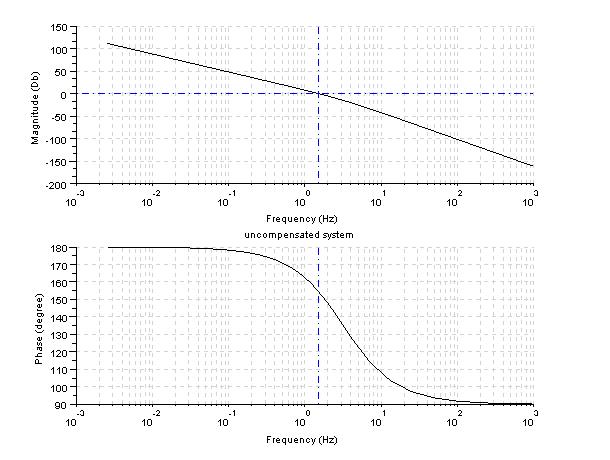 150
100
50
0
-50
-100
-150
-200
Magnitude (Db)
10^-3 10^-2 10^-1 10^0 10^1 10^2 10^3
Frequency (Hz)
uncompensated system
180
170
160
150
140
130
120
110
100
90
Phase (degree)
10^-3 10^-2 10^-1 10^0 10^1 10^2 10^3
Frequency (Hz)